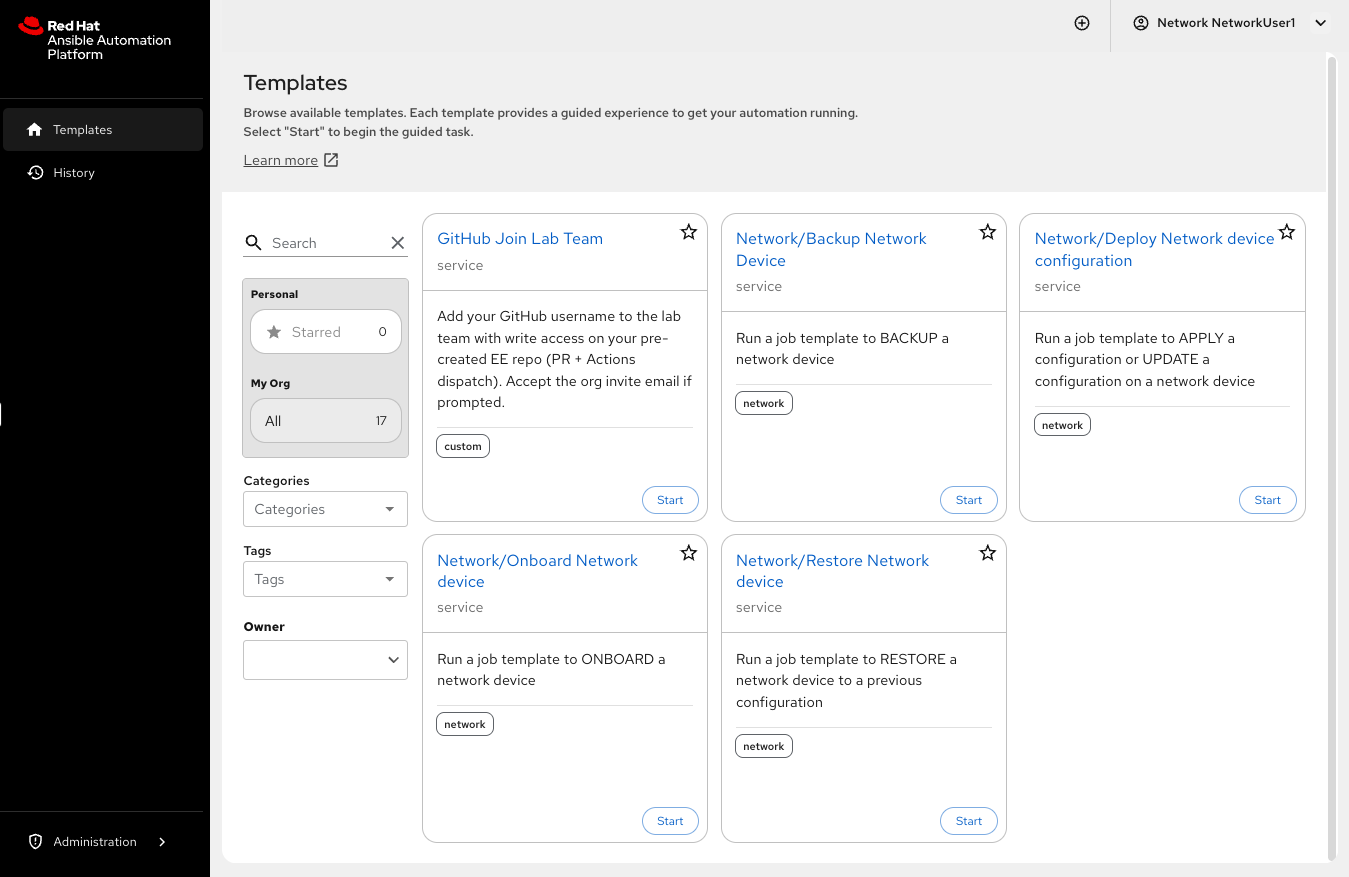 Red Hat
Ansible Automation
Platform
Templates
History
Administration
Network NetworkUser1
Templates
Browse available templates. Each template provides a guided experience to get your automation running.
Select "Start" to begin the guided task.
Learn more
Search
Personal
Starred 0
My Org
All 17
Categories
Categories
Tags
Tags
Owner
GitHub Join Lab Team
service
Add your GitHub username to the lab
team with write access on your pre-
created EE repo (PR + Actions
dispatch). Accept the org invite email if
prompted.
custom
Start
Network/Backup Network
Device
service
Run a job template to BACKUP a
network device
network
Start
Network/Deploy Network device
configuration
service
Run a job template to APPLY a
configuration or UPDATE a
configuration on a network device
network
Start
Network/Onboard Network
device
service
Run a job template to ONBOARD a
network device
network
Start
Network/Restore Network
device
service
Run a job template to RESTORE a
network device to a previous
configuration
network
Start